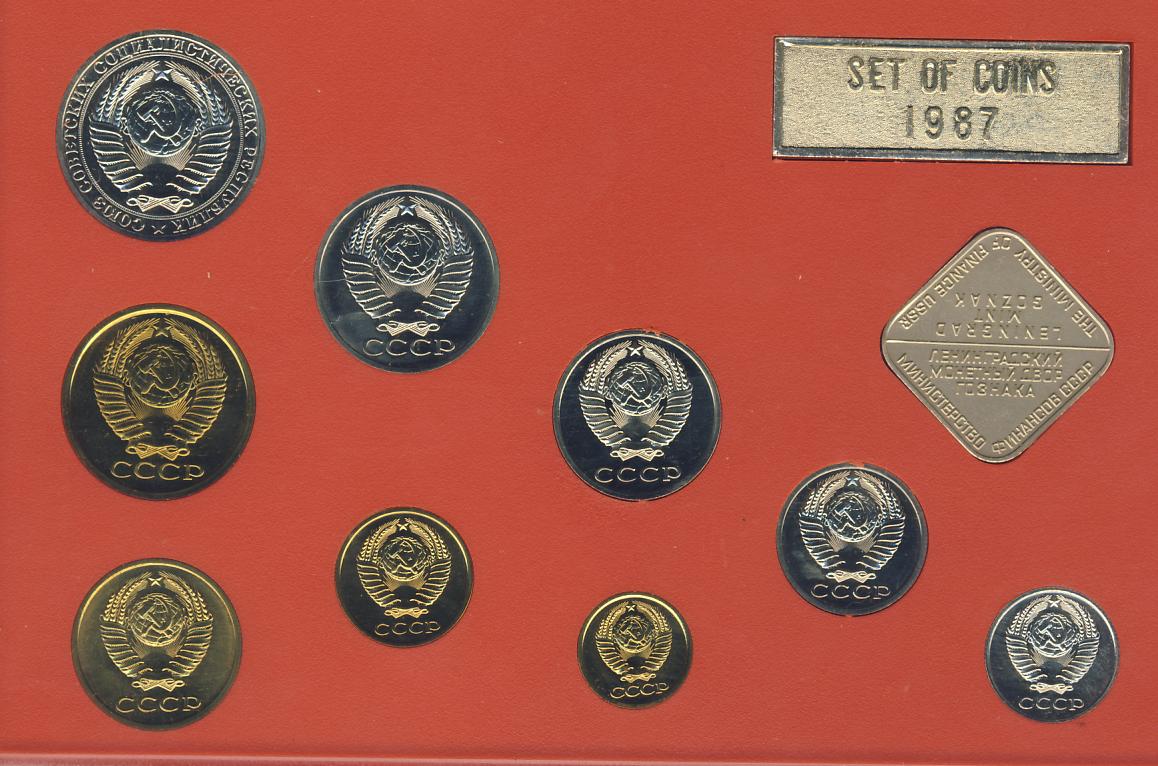 СОЮЗ СОВЕТСКИХ СОЦИАЛИСТИЧЕСКИХ РЕСПУБЛИК
SET OF COINS
1987
СССР
THE MINISTRY OF FINANCE USSR
LENINGRAD
MINT
GOZNAK
ЛЕНИНГРАДСКИЙ
МОНЕТНЫЙ ДВОР
ГОЗНАКА
МИНИСТЕРСТВО ФИНАНСОВ СССР
СССР
СССР
СССР
СССР
СССР
СССР
СССР